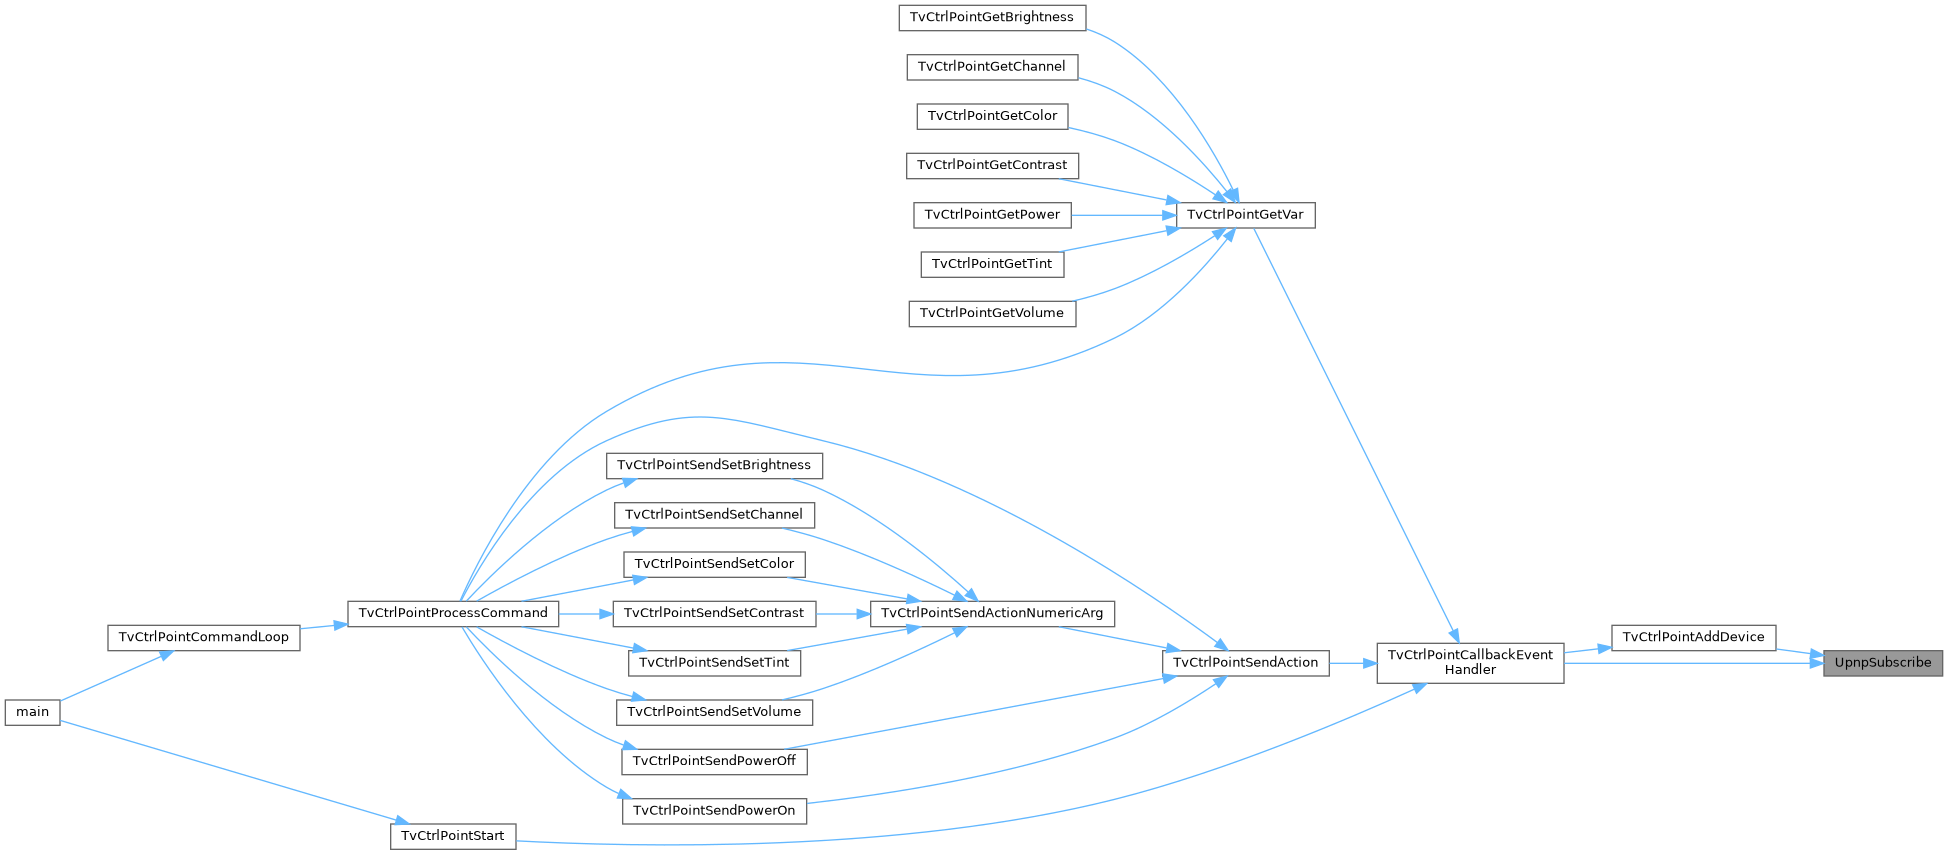 TvCtrlPointGetBrightness
TvCtrlPointGetChannel
TvCtrlPointGetColor
TvCtrlPointGetContrast
TvCtrlPointGetPower
TvCtrlPointGetVar
TvCtrlPointGetTint
TvCtrlPointGetVolume
TvCtrlPointSendSetBrightness
TvCtrlPointSendSetChannel
TvCtrlPointSendSetColor
TvCtrlPointProcessCommand
TvCtrlPointSendSetContrast
TvCtrlPointSendActionNumericArg
TvCtrlPointCommandLoop
TvCtrlPointAddDevice
TvCtrlPointSendSetTint
TvCtrlPointSendAction
TvCtrlPointCallbackEvent
Handler
UpnpSubscribe
main
TvCtrlPointSendSetVolume
TvCtrlPointSendPowerOff
TvCtrlPointSendPowerOn
TvCtrlPointStart